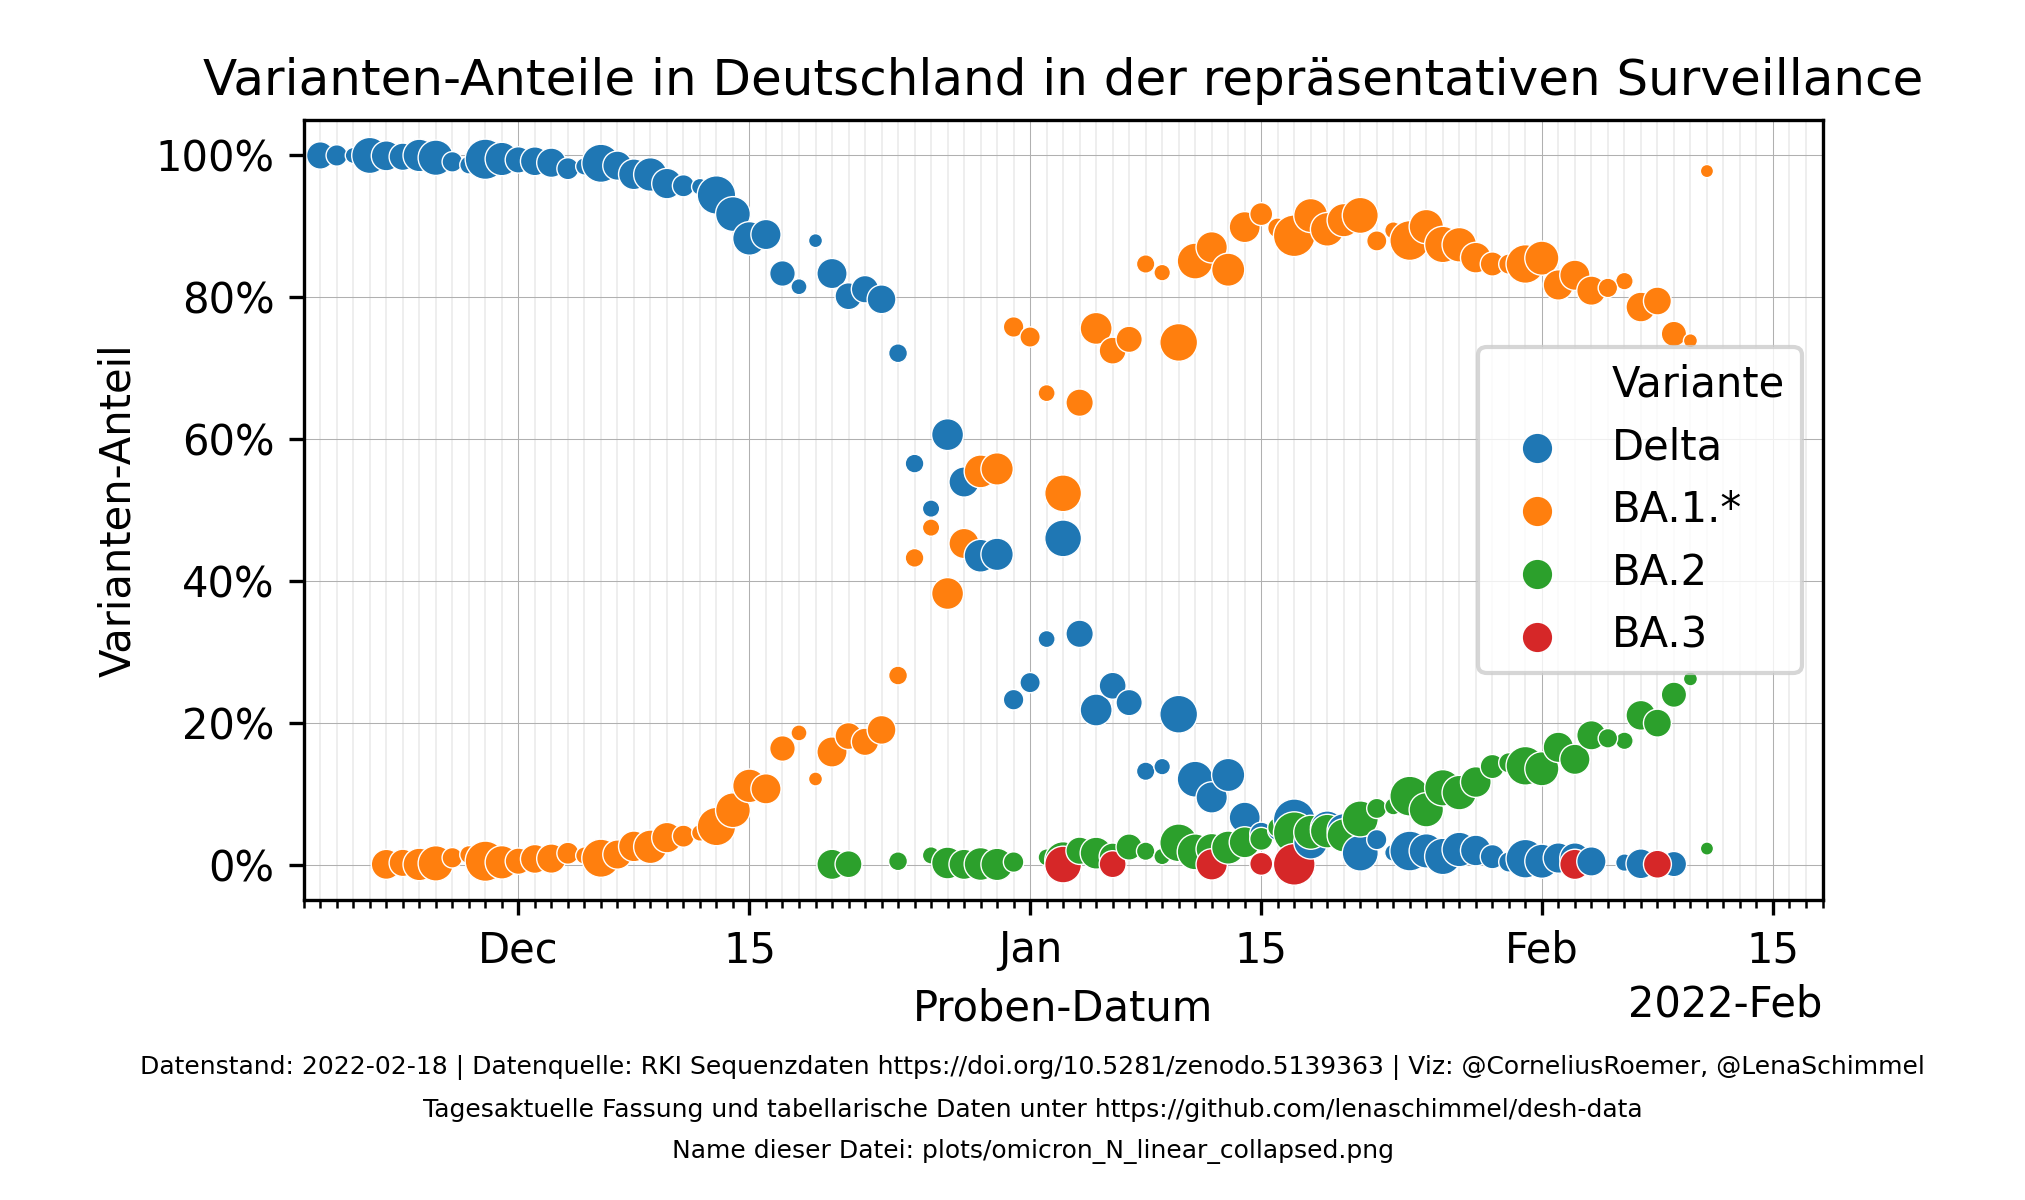 Varianten-Anteile in Deutschland in der repräsentativen Surveillance
Varianten-Anteil
100%
80%
60%
40%
20%
0%
Variante
Delta
BA.1.*
BA.2
BA.3
Dec 15 Jan 15 Feb 15
Proben-Datum
2022-Feb
Datenstand: 2022-02-18 | Datenquelle: RKI Sequenzdaten https://doi.org/10.5281/zenodo.5139363 | Viz: @CorneliusRoemer, @LenaSchimmel
Tagesaktuelle Fassung und tabellarische Daten unter https://github.com/lenaschimmel/desh-data
Name dieser Datei: plots/omicron_N_linear_collapsed.png